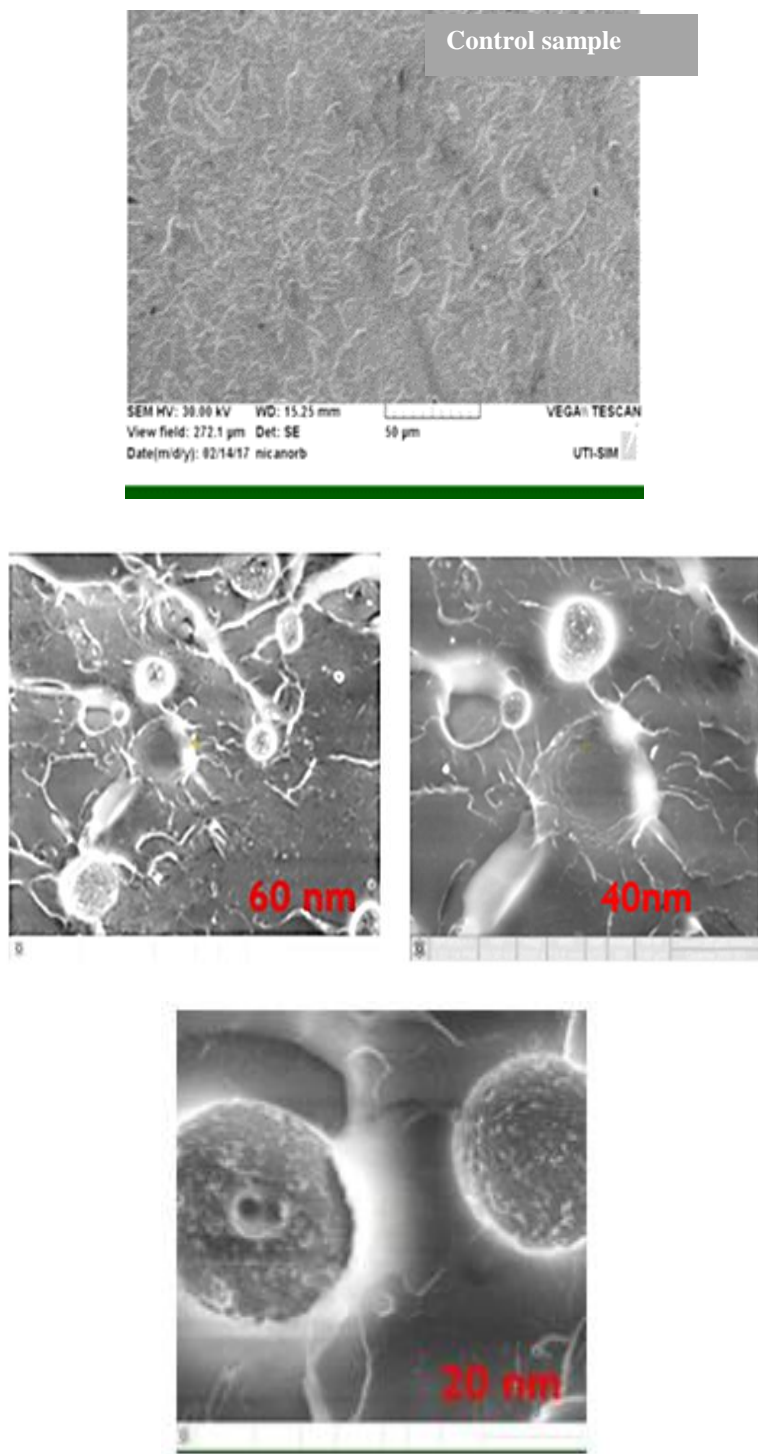 Control sample
SEM HV: 30.00 kV WD: 15.25 mm VEGA\\ TESCAN
View field: 272.1 µm Det: SE 50 µm
Date(m/d/y): 02/14/17 nicanorb UTI-SIM
60 nm
40nm
20 nm